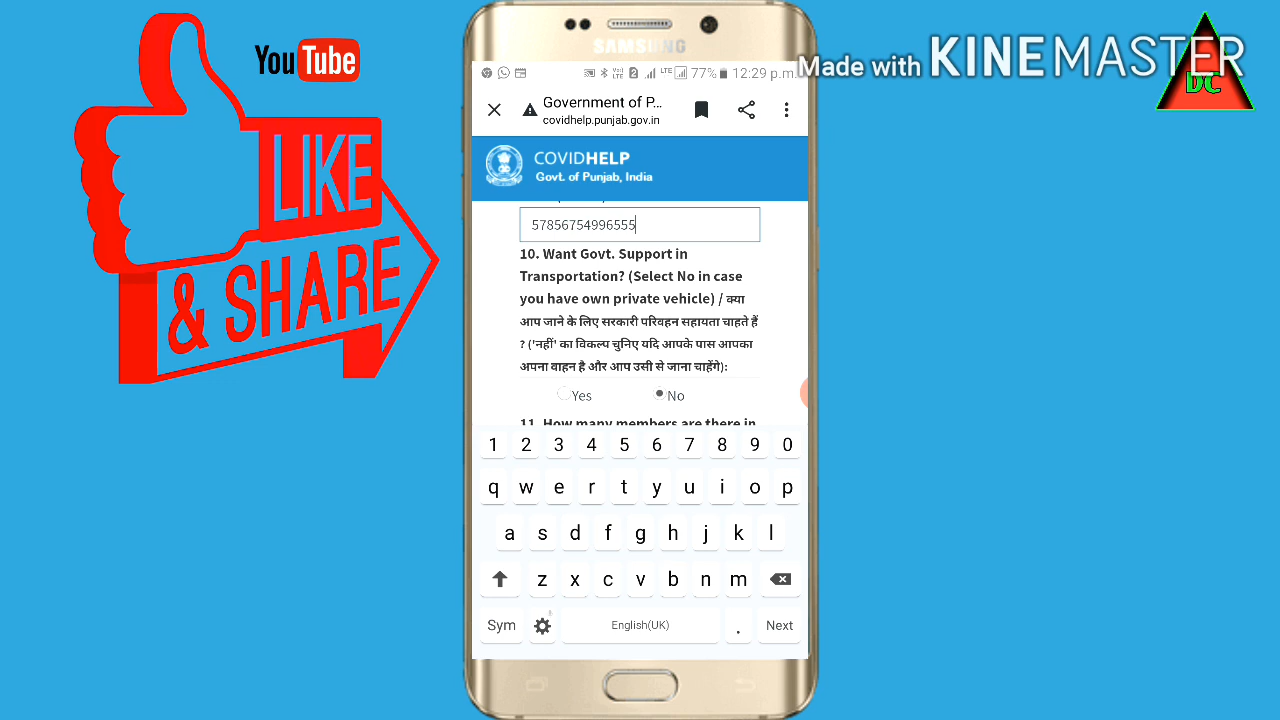 YouTube
LIKE
& SHARE
SAMSUNG
Made with KINEMASTER
DC
LTE 77% 12:29 p.m.
Government of P...
covidhelp.punjab.gov.in
COVIDHELP
Govt. of Punjab, India
57856754996555
10. Want Govt. Support in
Transportation? (Select No in case
you have own private vehicle) / क्या
आप जाने के लिए सरकारी परिवहन सहायता चाहते हैं
? ('नहीं' का विकल्प चुनिए यदि आपके पास आपका
अपना वाहन है और आप उसी से जाना चाहेंगे):
Yes No
11. How many members are there in
1 2 3 4 5 6 7 8 9 0
q w e r t y u i o p
a s d f g h j k l
z x c v b n m
Sym English(UK) . Next